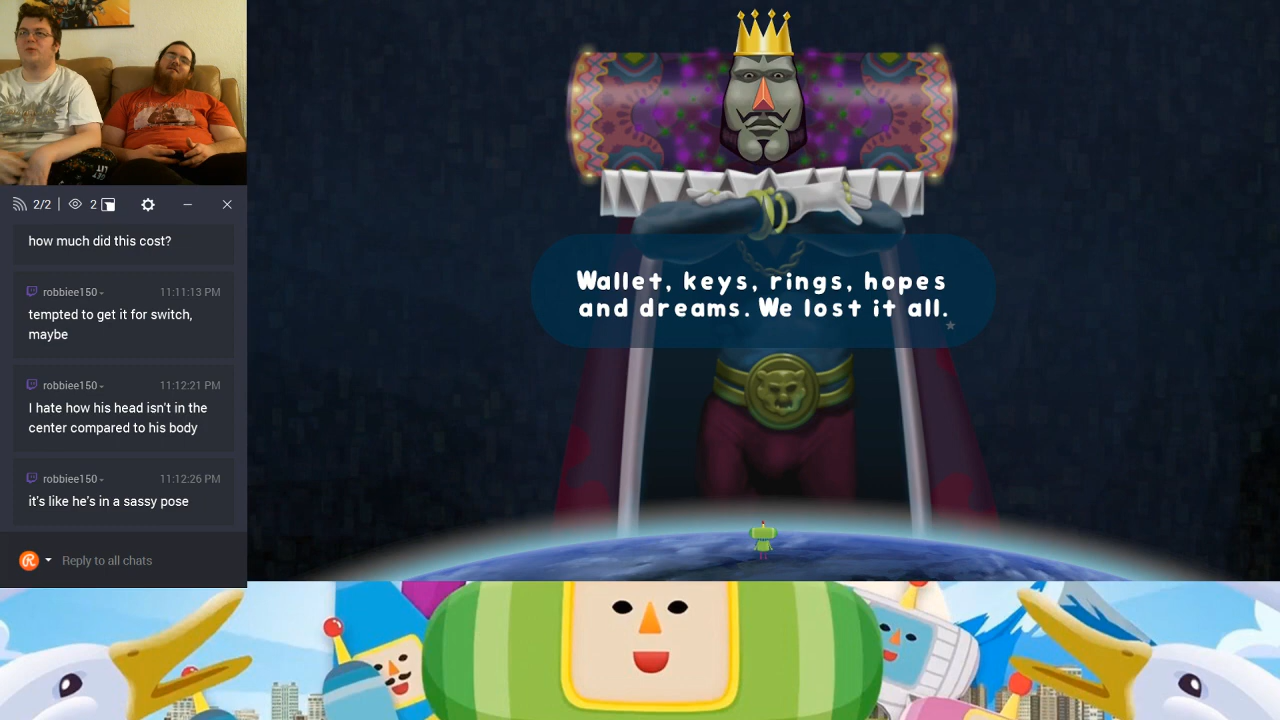 2/2 | 2
how much did this cost?
robbiee150 11:11:13 PM
tempted to get it for switch,
maybe
robbiee150 11:12:21 PM
I hate how his head isn't in the
center compared to his body
robbiee150 11:12:26 PM
it's like he's in a sassy pose
Reply to all chats
Wallet, keys, rings, hopes
and dreams. We lost it all.